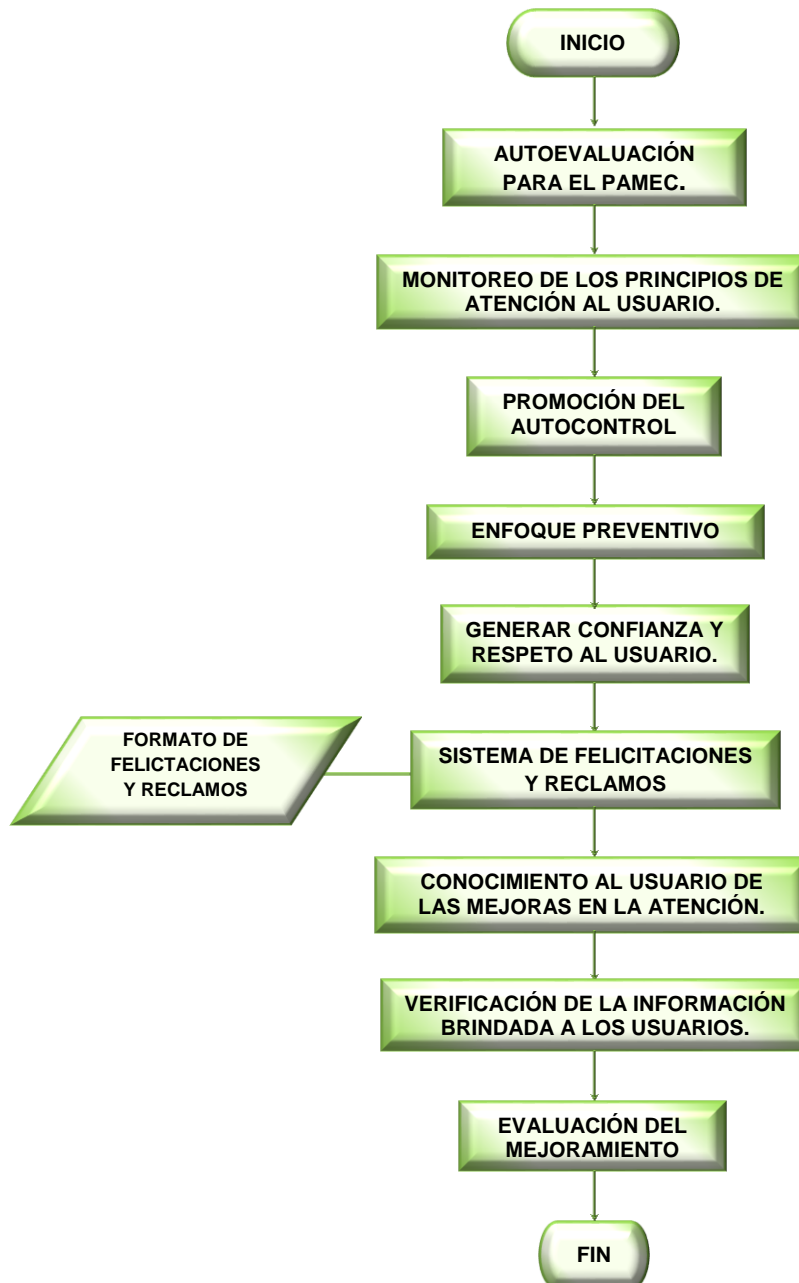 INICIO
AUTOEVALUACIÓN
PARA EL PAMEC.
MONITOREO DE LOS PRINCIPIOS DE
ATENCIÓN AL USUARIO.
PROMOCIÓN DEL
AUTOCONTROL
ENFOQUE PREVENTIVO
GENERAR CONFIANZA Y
RESPETO AL USUARIO.
FORMATO DE
FELICTACIONES
Y RECLAMOS
SISTEMA DE FELICITACIONES
Y RECLAMOS
CONOCIMIENTO AL USUARIO DE
LAS MEJORAS EN LA ATENCIÓN.
VERIFICACIÓN DE LA INFORMACIÓN
BRINDADA A LOS USUARIOS.
EVALUACIÓN DEL
MEJORAMIENTO
FIN